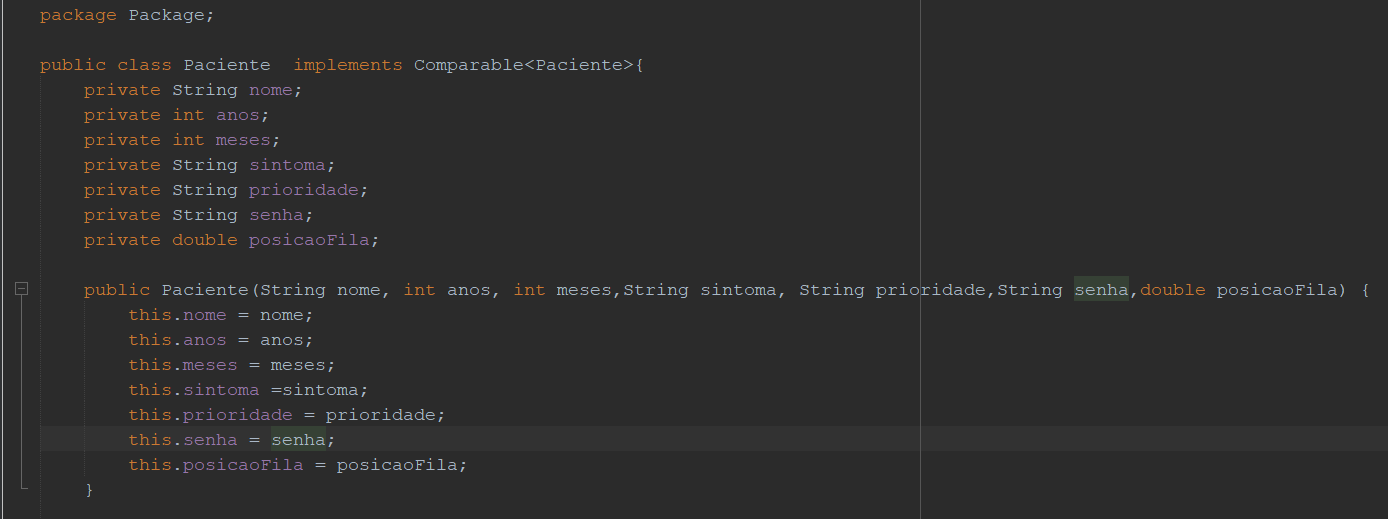 package Package;
public class Paciente  implements Comparable<Paciente>{
    private String nome;
    private int anos;
    private int meses;
    private String sintoma;
    private String prioridade;
    private String senha;
    private double posicaoFila;
    public Paciente(String nome, int anos, int meses,String sintoma, String prioridade,String senha,double posicaoFila) {
        this.nome = nome;
        this.anos = anos;
        this.meses = meses;
        this.sintoma =sintoma;
        this.prioridade = prioridade;
        this.senha = senha;
        this.posicaoFila = posicaoFila;
    }